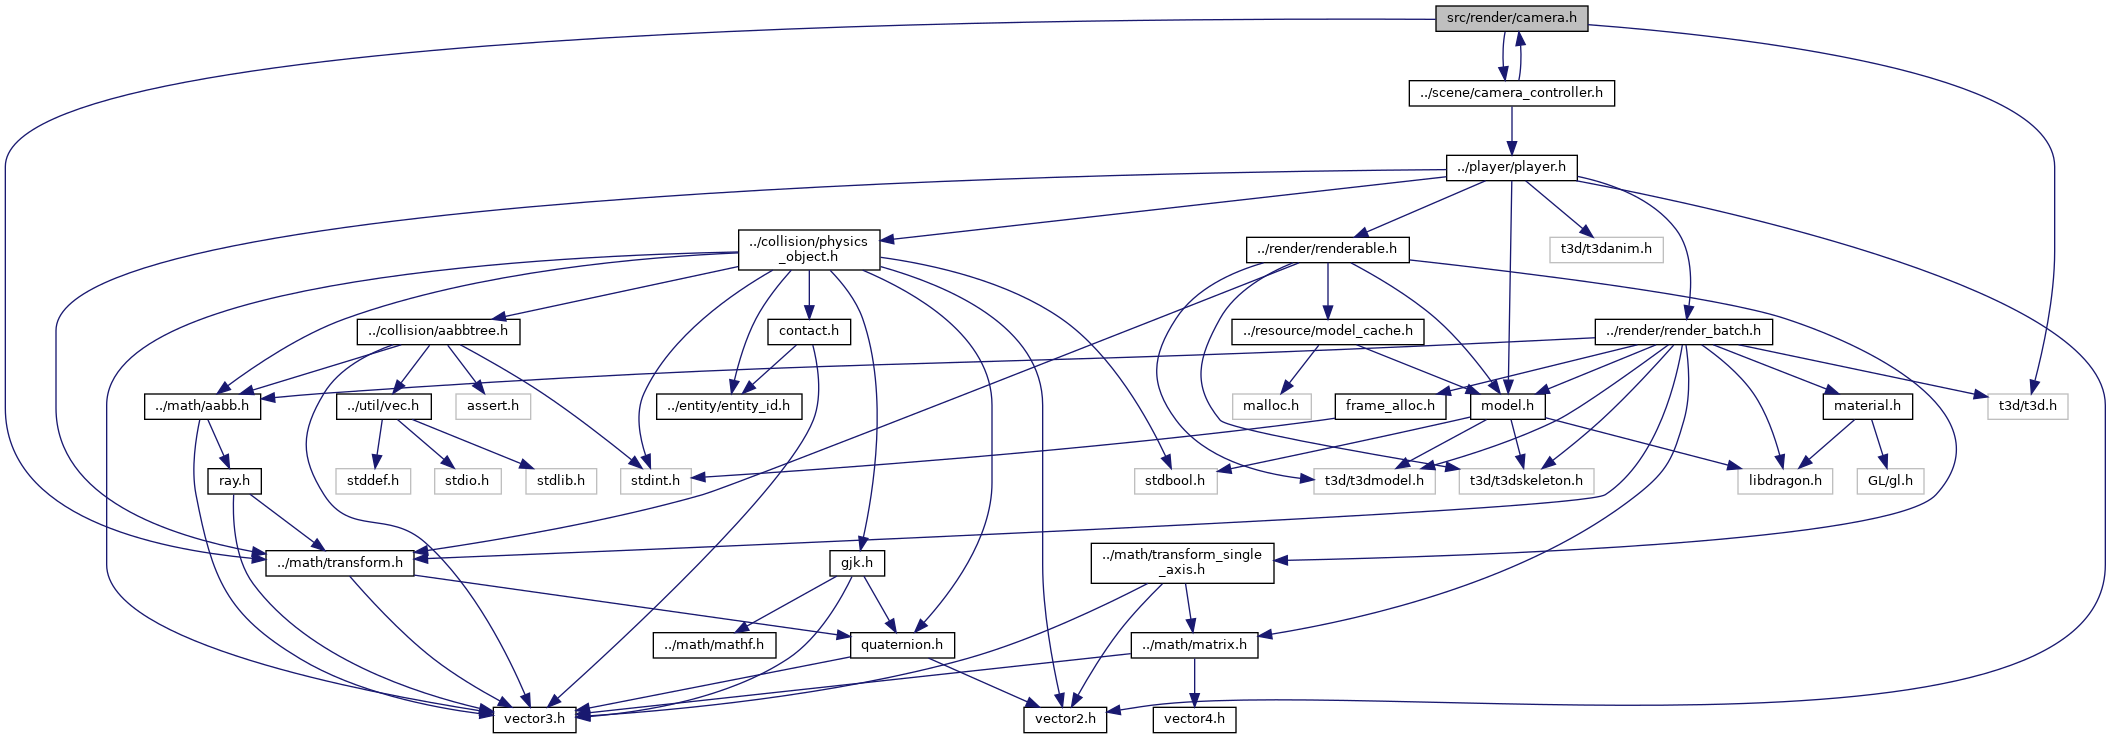 src/render/camera.h
../scene/camera_controller.h
../player/player.h
../collision/physics
_object.h
../render/renderable.h
t3d/t3danim.h
../collision/aabbtree.h
contact.h
../resource/model_cache.h
../render/render_batch.h
../math/aabb.h
../util/vec.h
assert.h
../entity/entity_id.h
malloc.h
frame_alloc.h
model.h
material.h
t3d/t3d.h
ray.h
stddef.h
stdio.h
stdlib.h
stdint.h
stdbool.h
t3d/t3dmodel.h
t3d/t3dskeleton.h
libdragon.h
GL/gl.h
../math/transform.h
gjk.h
../math/transform_single
_axis.h
../math/mathf.h
quaternion.h
../math/matrix.h
vector3.h
vector2.h
vector4.h